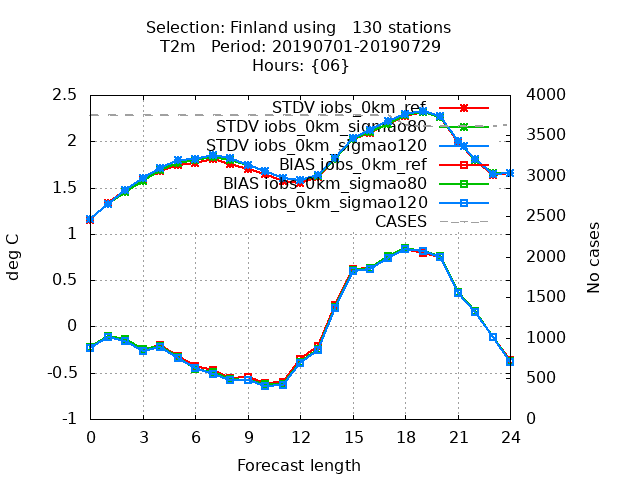 Selection: Finland using   130 stations
T2m   Period: 20190701-20190729
Hours: {06}
STDV iobs_0km_ref
STDV iobs_0km_sigmao80
STDV iobs_0km_sigmao120
BIAS iobs_0km_ref
BIAS iobs_0km_sigmao80
BIAS iobs_0km_sigmao120
CASES
deg C
2.5
2
1.5
1
0.5
0
-0.5
-1
No cases
4000
3500
3000
2500
2000
1500
1000
500
0
0 3 6 9 12 15 18 21 24
Forecast length